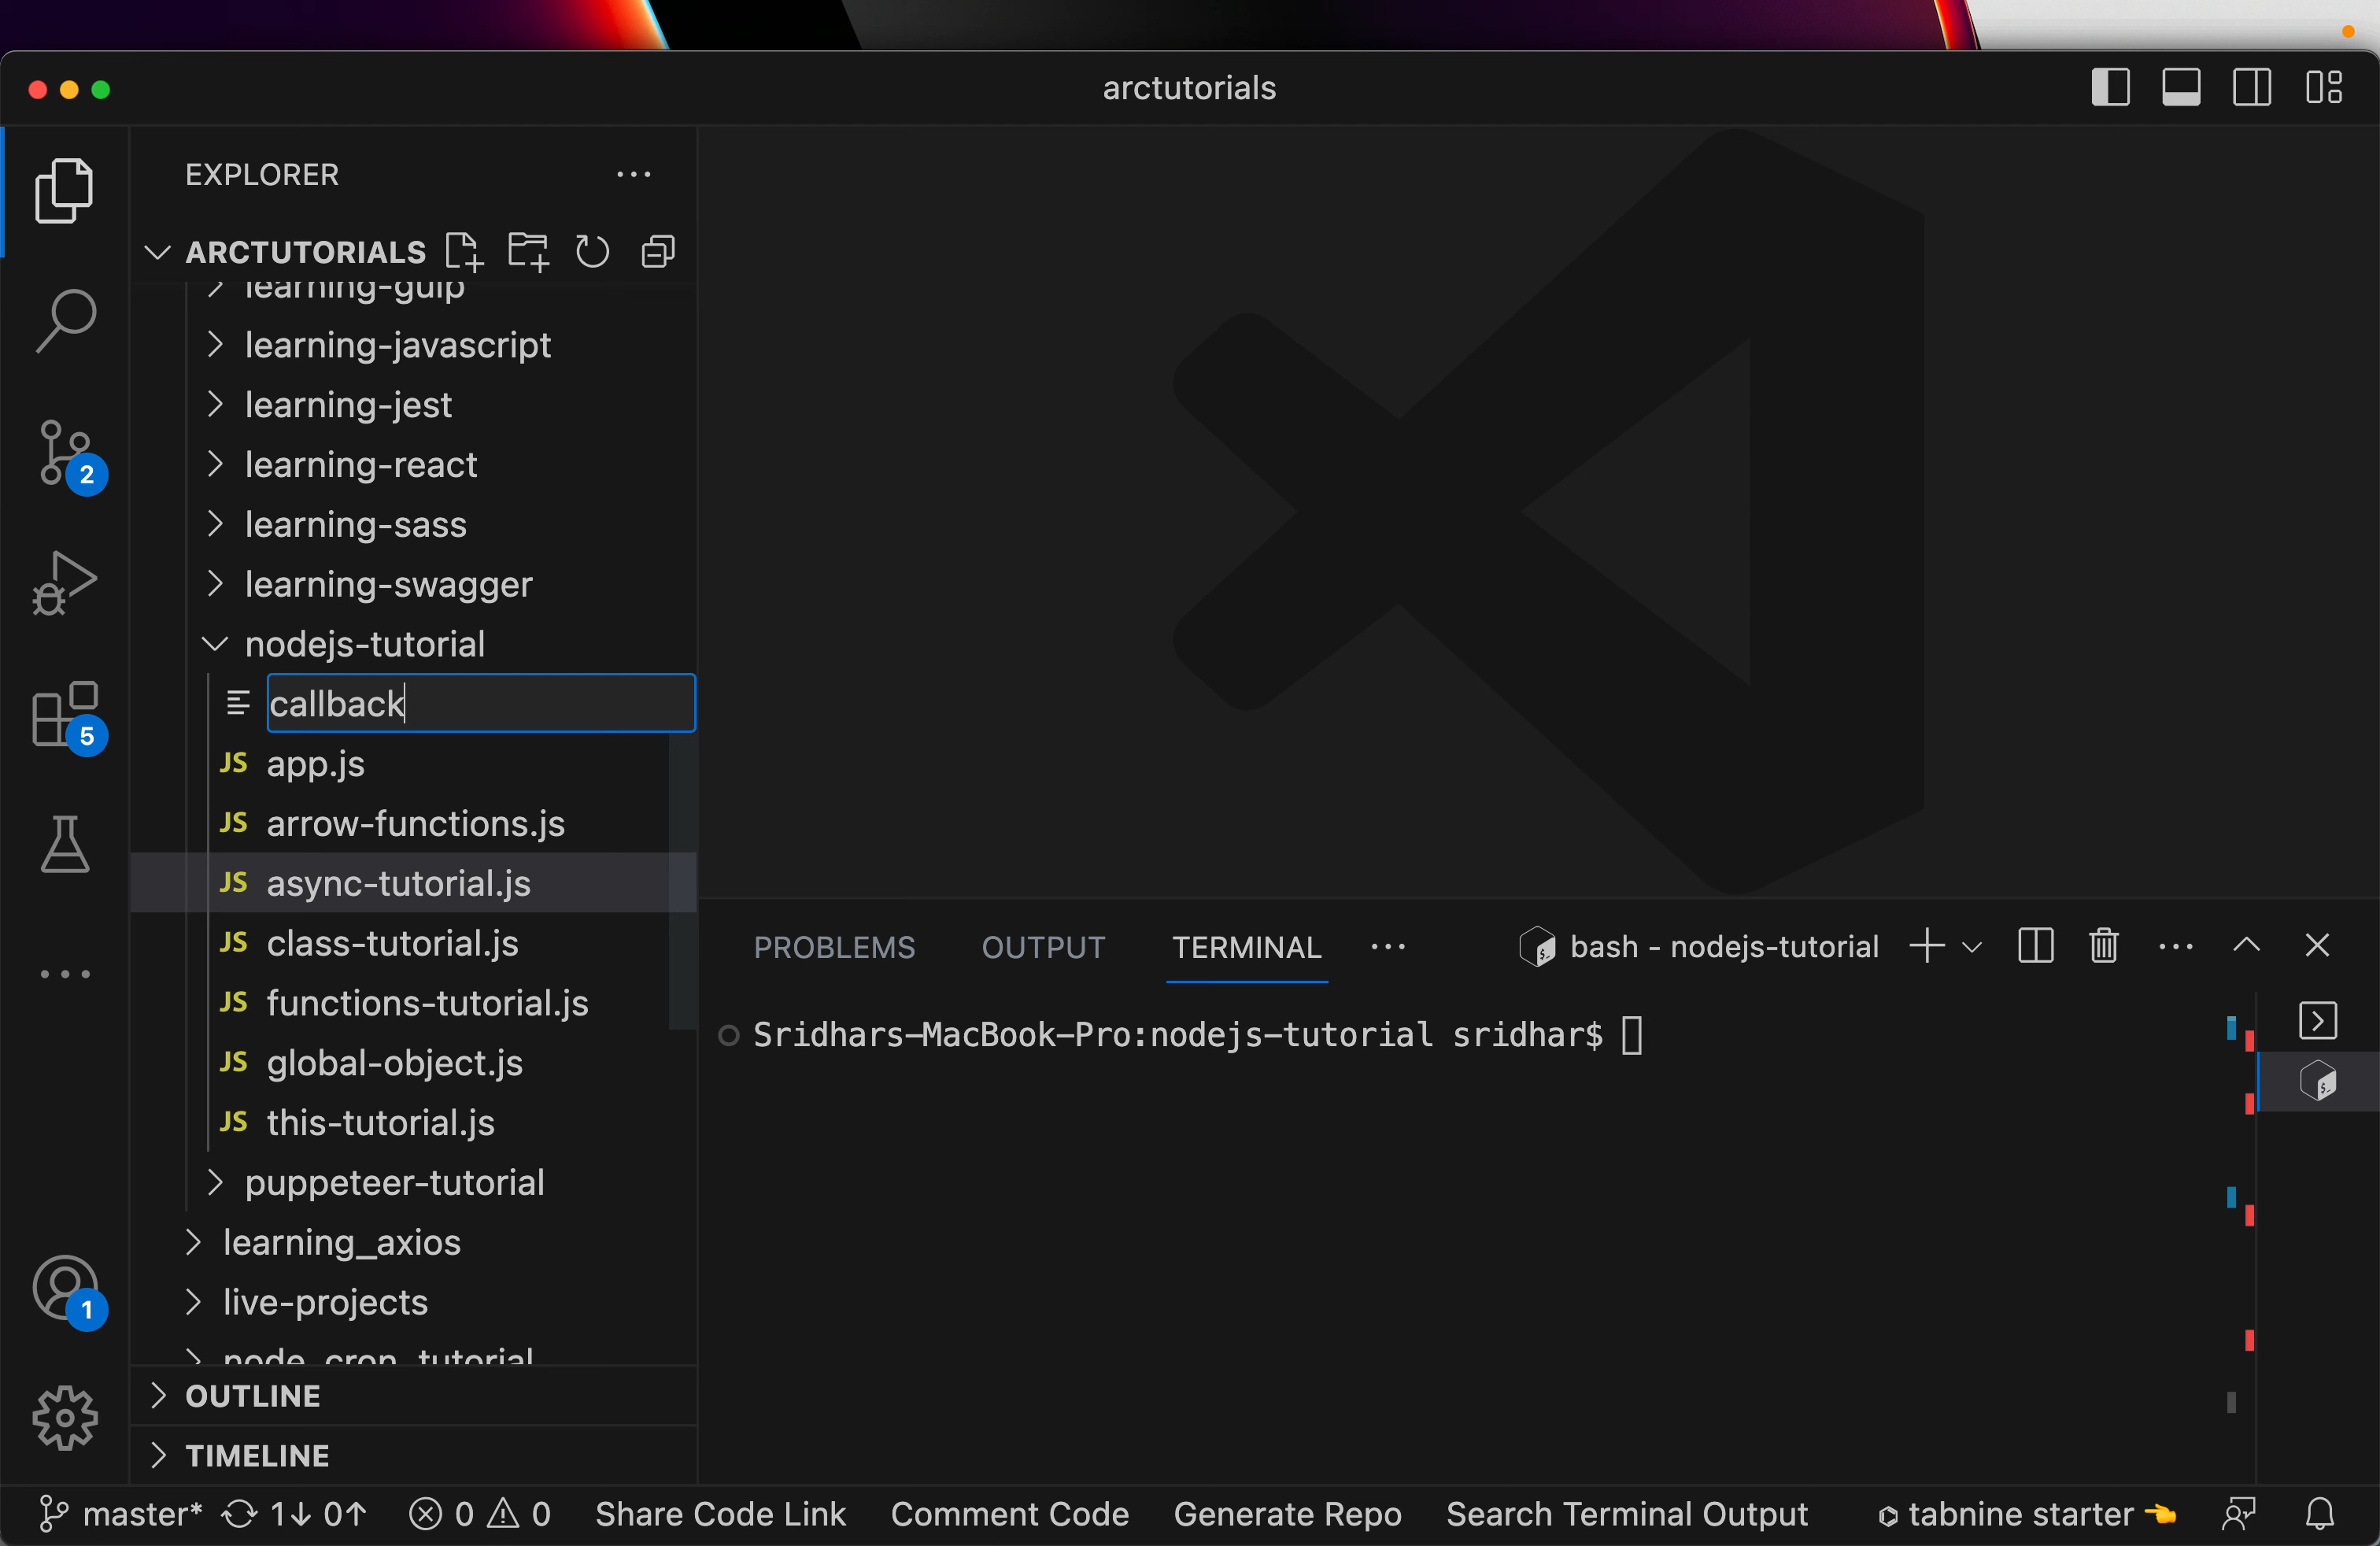 arctutorials
EXPLORER
ARCTUTORIALS
learning-gulp
learning-javascript
learning-jest
learning-react
learning-sass
learning-swagger
nodejs-tutorial
callback
JS app.js
JS arrow-functions.js
JS async-tutorial.js
JS class-tutorial.js
JS functions-tutorial.js
JS global-object.js
JS this-tutorial.js
puppeteer-tutorial
learning_axios
live-projects
node_cron_tutorial
OUTLINE
TIMELINE
2
5
1
PROBLEMS OUTPUT TERMINAL bash - nodejs-tutorial
Sridhars-MacBook-Pro:nodejs-tutorial sridhar$
master* 1↓ 0↑ 0 0 Share Code Link Comment Code Generate Repo Search Terminal Output tabnine starter